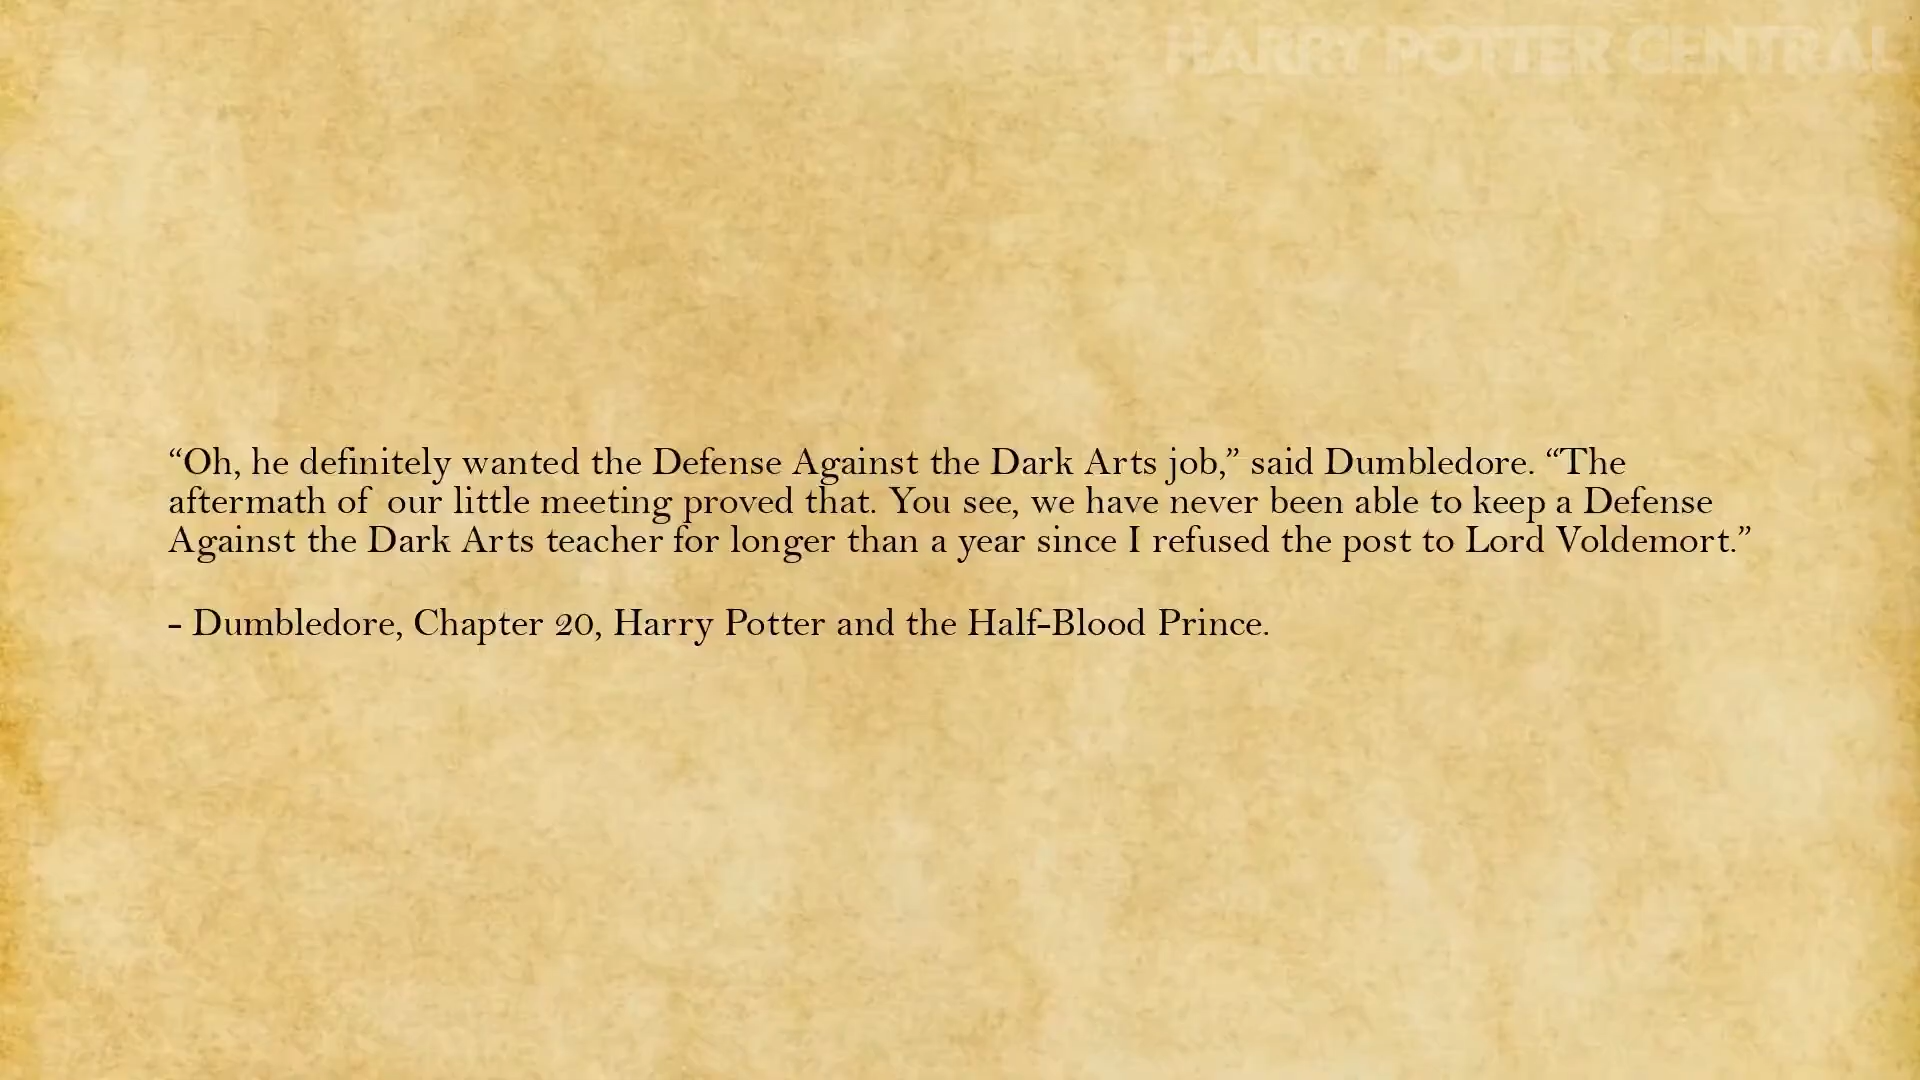 HARRY POTTER CENTRAL
“Oh, he definitely wanted the Defense Against the Dark Arts job,” said Dumbledore. “The
aftermath of our little meeting proved that. You see, we have never been able to keep a Defense
Against the Dark Arts teacher for longer than a year since I refused the post to Lord Voldemort.”
- Dumbledore, Chapter 20, Harry Potter and the Half-Blood Prince.